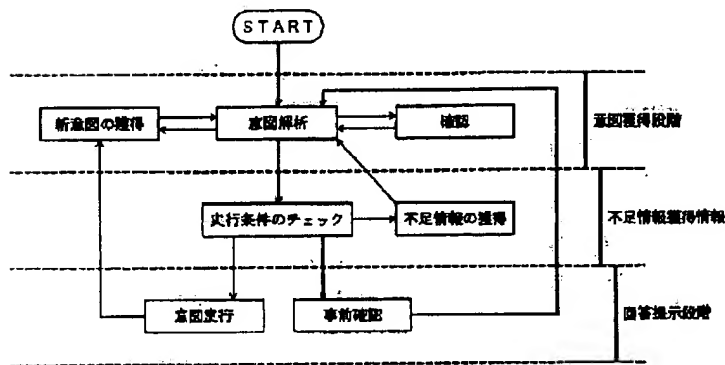 START
新意図の獲得
意図解析
確認
意図獲得段階
実行条件のチェック
不足情報の獲得
不足情報獲得情報
意図実行
事前確認
回答提示段階